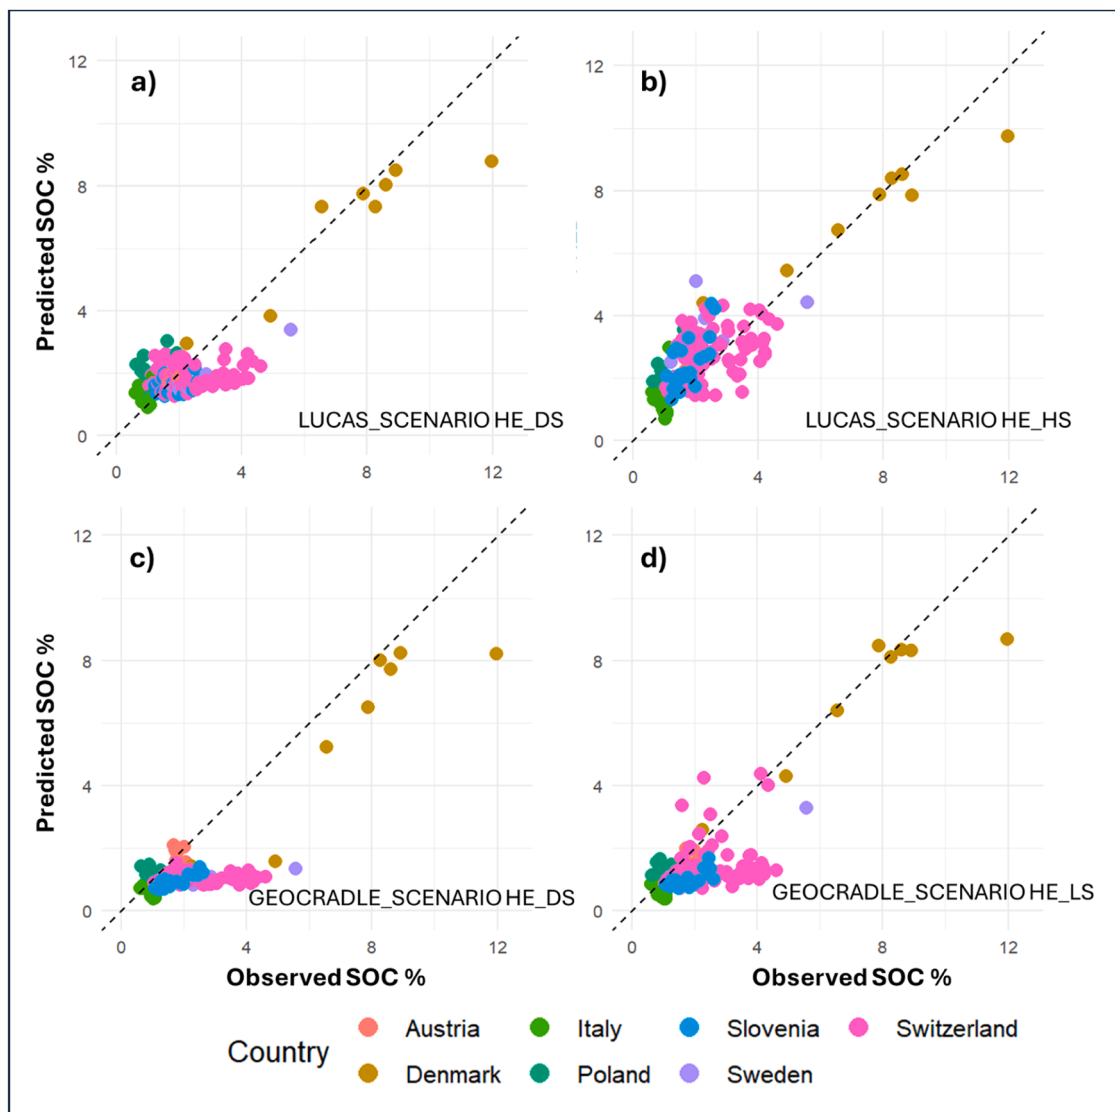 a)
b)
12
8
4
0
Predicted SOC %
LUCAS_SCENARIO HE_DS
0 4 8 12
12
8
4
0
LUCAS_SCENARIO HE_HS
0 4 8 12
c)
d)
12
8
4
0
Predicted SOC %
GEOCRADLE_SCENARIO HE_DS
0 4 8 12
Observed SOC %
12
8
4
0
GEOCRADLE_SCENARIO HE_LS
0 4 8 12
Observed SOC %
Country
Austria Italy Slovenia Switzerland
Denmark Poland Sweden